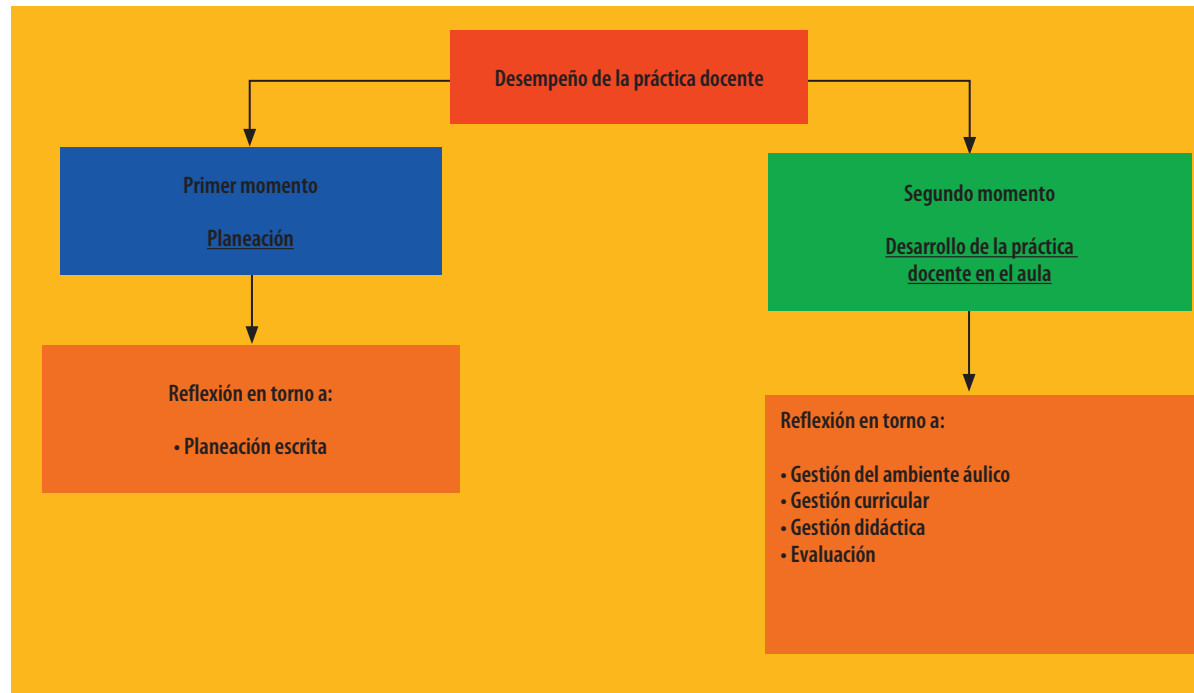 Desempeño de la práctica docente
Primer momento
Planeación
Reflexión en torno a:
• Planeación escrita
Segundo momento
Desarrollo de la práctica
docente en el aula
Reflexión en torno a:
• Gestión del ambiente áulico
• Gestión curricular
• Gestión didáctica
• Evaluación